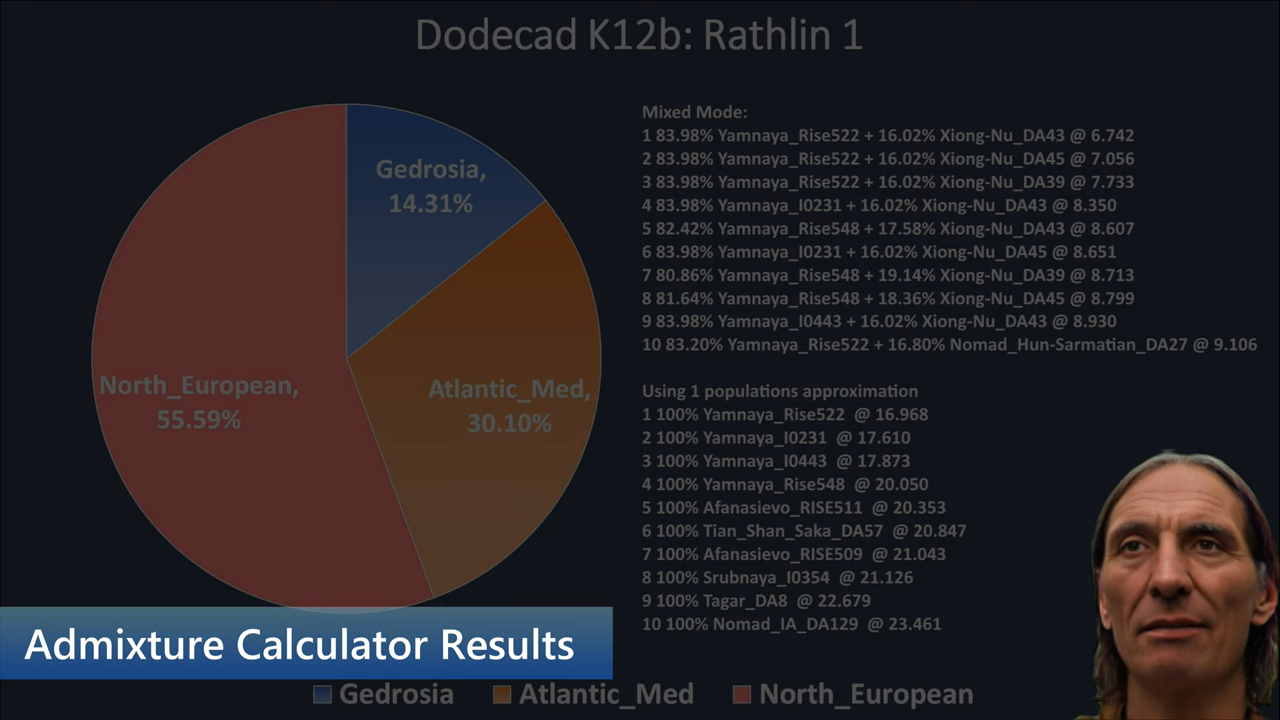 Dodecad K12b: Rathlin 1
Gedrosia,
14.31%
Atlantic_Med,
30.10%
North_European,
55.59%
Mixed Mode:
1 83.98% Yamnaya_Rise522 + 16.02% Xiong-Nu_DA43 @ 6.742
2 83.98% Yamnaya_Rise522 + 16.02% Xiong-Nu_DA45 @ 7.056
3 83.98% Yamnaya_Rise522 + 16.02% Xiong-Nu_DA39 @ 7.733
4 83.98% Yamnaya_I0231 + 16.02% Xiong-Nu_DA43 @ 8.350
5 82.42% Yamnaya_Rise548 + 17.58% Xiong-Nu_DA43 @ 8.607
6 83.98% Yamnaya_I0231 + 16.02% Xiong-Nu_DA45 @ 8.651
7 80.86% Yamnaya_Rise548 + 19.14% Xiong-Nu_DA39 @ 8.713
8 81.64% Yamnaya_Rise548 + 18.36% Xiong-Nu_DA45 @ 8.799
9 83.98% Yamnaya_I0443 + 16.02% Xiong-Nu_DA43 @ 8.930
10 83.20% Yamnaya_Rise522 + 16.80% Nomad_Hun-Sarmatian_DA27 @ 9.106
Using 1 populations approximation
1 100% Yamnaya_Rise522 @ 16.968
2 100% Yamnaya_I0231 @ 17.610
3 100% Yamnaya_I0443 @ 17.873
4 100% Yamnaya_Rise548 @ 20.050
5 100% Afanasievo_RISE511 @ 20.353
6 100% Tian_Shan_Saka_DA57 @ 20.847
7 100% Afanasievo_RISE509 @ 21.043
8 100% Srubnaya_I0354 @ 21.126
9 100% Tagar_DA8 @ 22.679
10 100% Nomad_IA_DA129 @ 23.461
Admixture Calculator Results
Gedrosia Atlantic_Med North_European